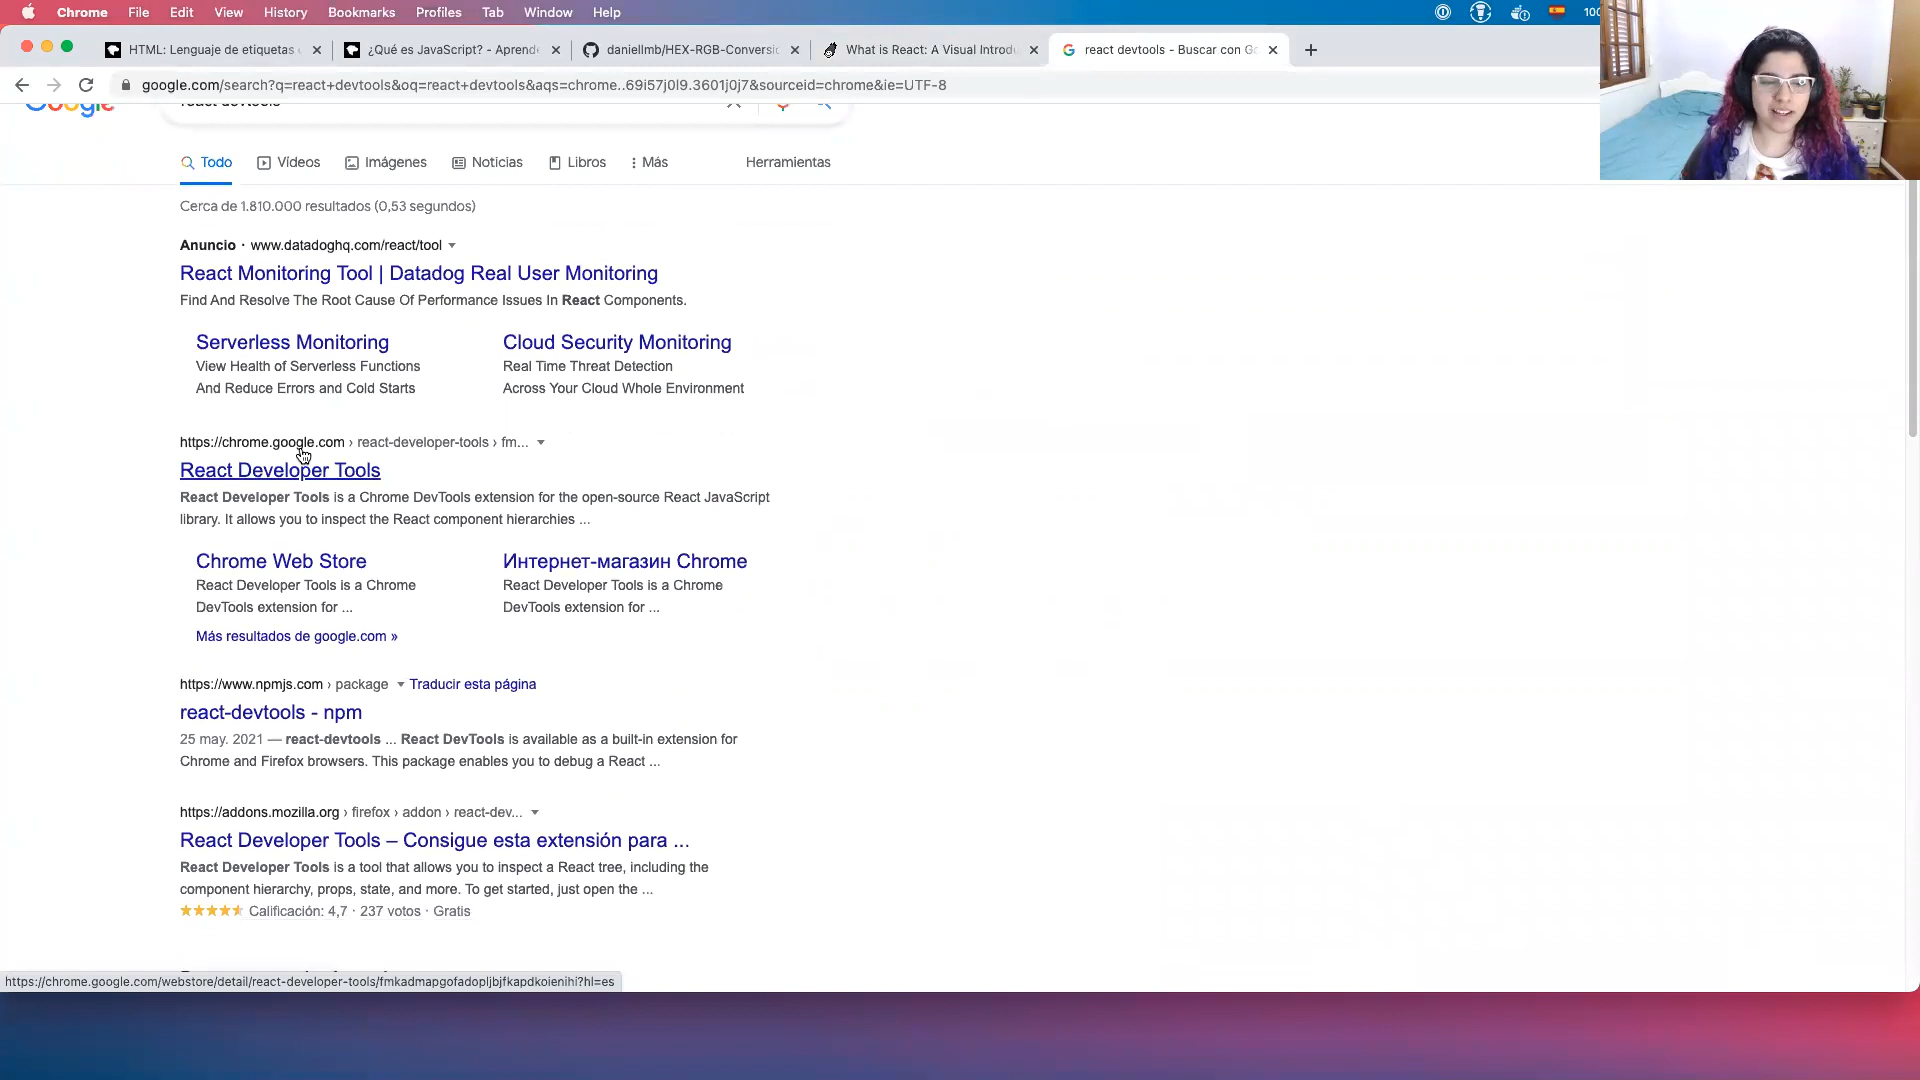 Chrome File Edit View History Bookmarks Profiles Tab Window Help
HTML: Lenguaje de etiquetas ¿Qué es JavaScript? - Aprende daniellmb/HEX-RGB-Conversi What is React: A Visual Introdu react devtools - Buscar con Go
google.com/search?q=react+devtools&oq=react+devtools&aqs=chrome..69i57j0l9.3601j0j7&sourceid=chrome&ie=UTF-8
Google react devtools
Todo Vídeos Imágenes Noticias Libros Más Herramientas
Cerca de 1.810.000 resultados (0,53 segundos)
Anuncio · www.datadoghq.com/react/tool
React Monitoring Tool | Datadog Real User Monitoring
Find And Resolve The Root Cause Of Performance Issues In React Components.
Serverless Monitoring
View Health of Serverless Functions
And Reduce Errors and Cold Starts
Cloud Security Monitoring
Real Time Threat Detection
Across Your Cloud Whole Environment
https://chrome.google.com › react-developer-tools › fm...
React Developer Tools
React Developer Tools is a Chrome DevTools extension for the open-source React JavaScript
library. It allows you to inspect the React component hierarchies ...
Chrome Web Store
React Developer Tools is a Chrome
DevTools extension for ...
Интернет-магазин Chrome
React Developer Tools is a Chrome
DevTools extension for ...
Más resultados de google.com »
https://www.npmjs.com › package Traducir esta página
react-devtools - npm
25 may. 2021 — react-devtools ... React DevTools is available as a built-in extension for
Chrome and Firefox browsers. This package enables you to debug a React ...
https://addons.mozilla.org › firefox › addon › react-dev...
React Developer Tools – Consigue esta extensión para ...
React Developer Tools is a tool that allows you to inspect a React tree, including the
component hierarchy, props, state, and more. To get started, just open the ...
Calificación: 4,7 · 237 votos · Gratis
https://chrome.google.com/webstore/detail/react-developer-tools/fmkadmapgofadopljbjfkapdkoienihi?hl=es